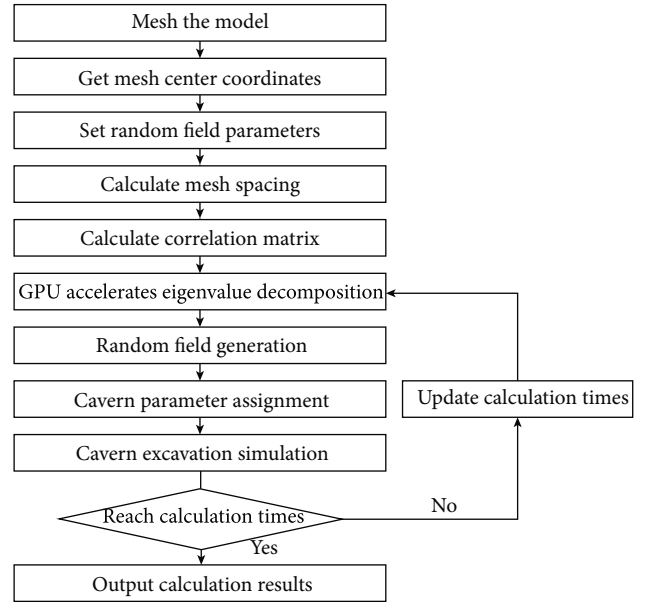 Mesh the model
Get mesh center coordinates
Set random field parameters
Calculate mesh spacing
Calculate correlation matrix
GPU accelerates eigenvalue decomposition
Random field generation
Cavern parameter assignment
Update calculation times
Cavern excavation simulation
Reach calculation times
No
Yes
Output calculation results